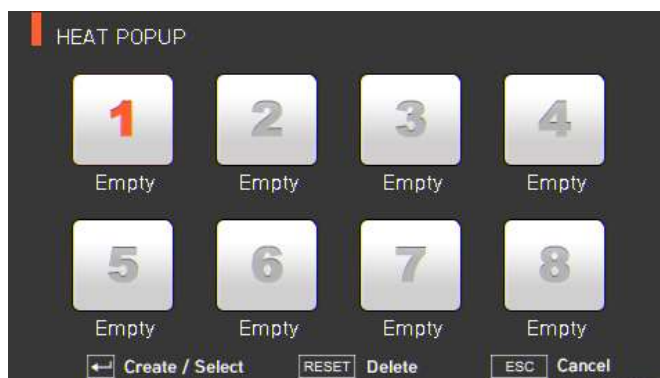 HEAT POPUP
1 2 3 4
Empty Empty Empty Empty
5 6 7 8
Empty Empty Empty Empty
Create / Select RESET Delete ESC Cancel